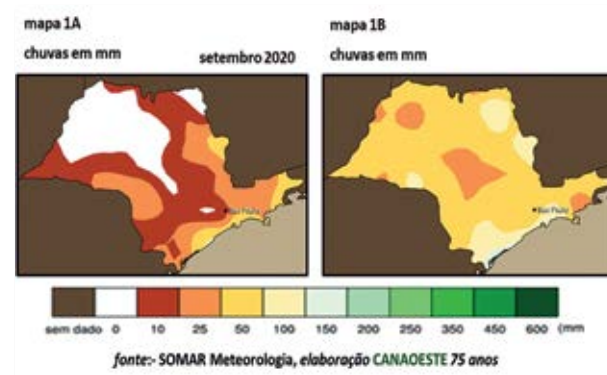 mapa 1A
chuvas em mm
setembro 2020
mapa 1B
chuvas em mm
São Paulo
São Paulo
sem dado 0 10 25 50 100 150 200 250 350 450 600 (mm
fonte:- SOMAR Meteorologia, elaboração CANAOESTE 75 anos